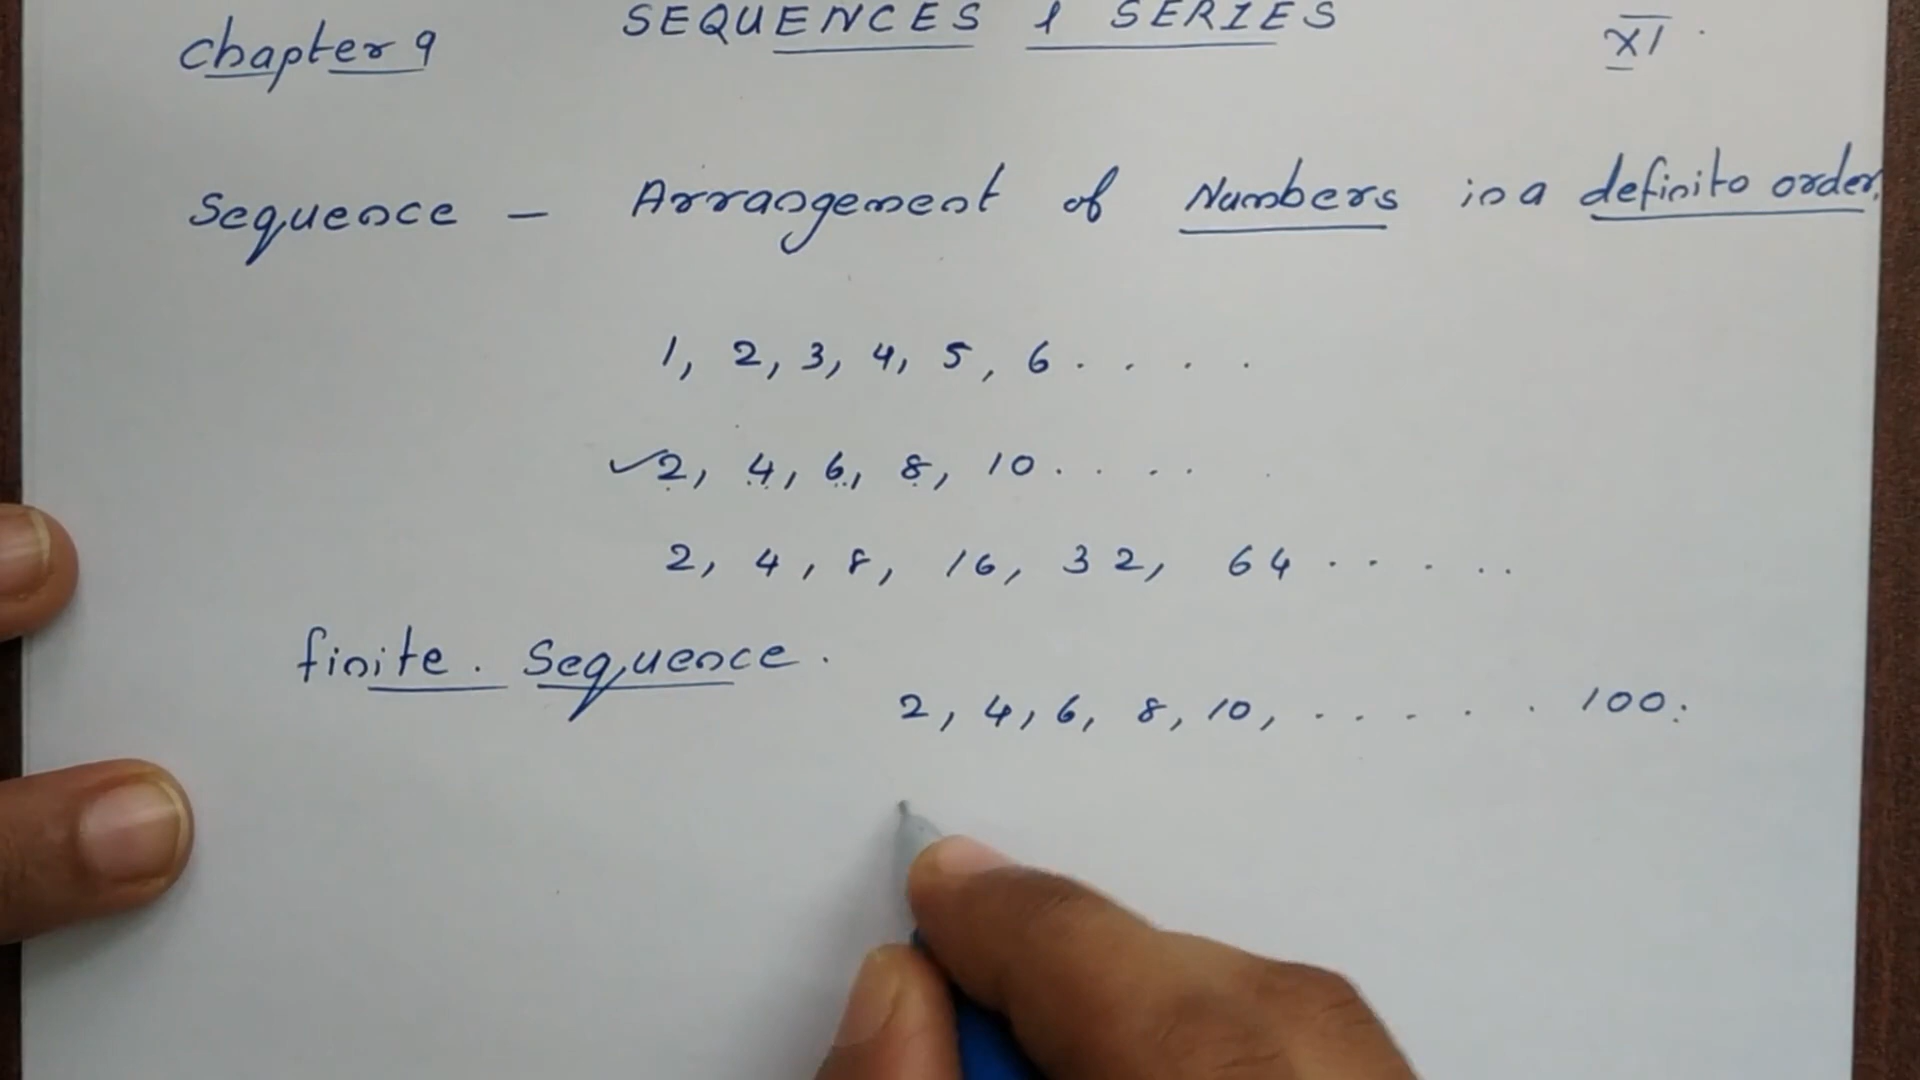 Chapter 9 SEQUENCES & SERIES XI
Sequence - Arrangement of Numbers in a definite order.
1, 2, 3, 4, 5, 6 . . . .
✓2, 4, 6, 8, 10 . . . .
2, 4, 8, 16, 32, 64 . . . . .
finite. Sequence.
2, 4, 6, 8, 10, . . . . . 100.